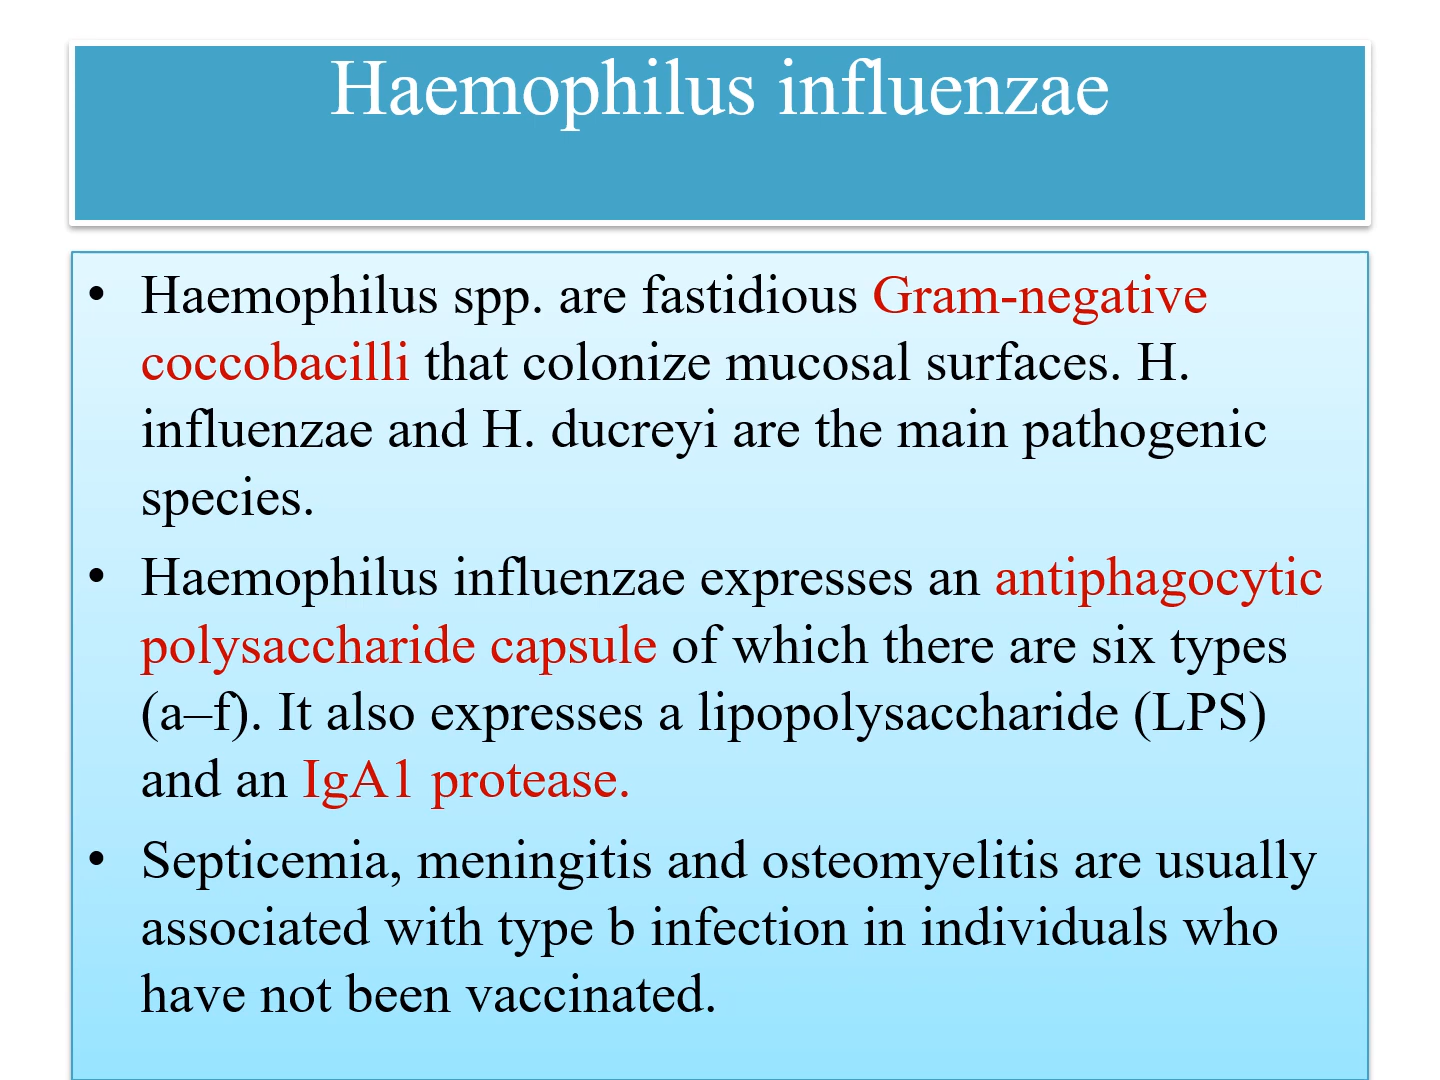 Haemophilus influenzae
• Haemophilus spp. are fastidious Gram-negative
coccobacilli that colonize mucosal surfaces. H.
influenzae and H. ducreyi are the main pathogenic
species.
• Haemophilus influenzae expresses an antiphagocytic
polysaccharide capsule of which there are six types
(a–f). It also expresses a lipopolysaccharide (LPS)
and an IgA1 protease.
• Septicemia, meningitis and osteomyelitis are usually
associated with type b infection in individuals who
have not been vaccinated.